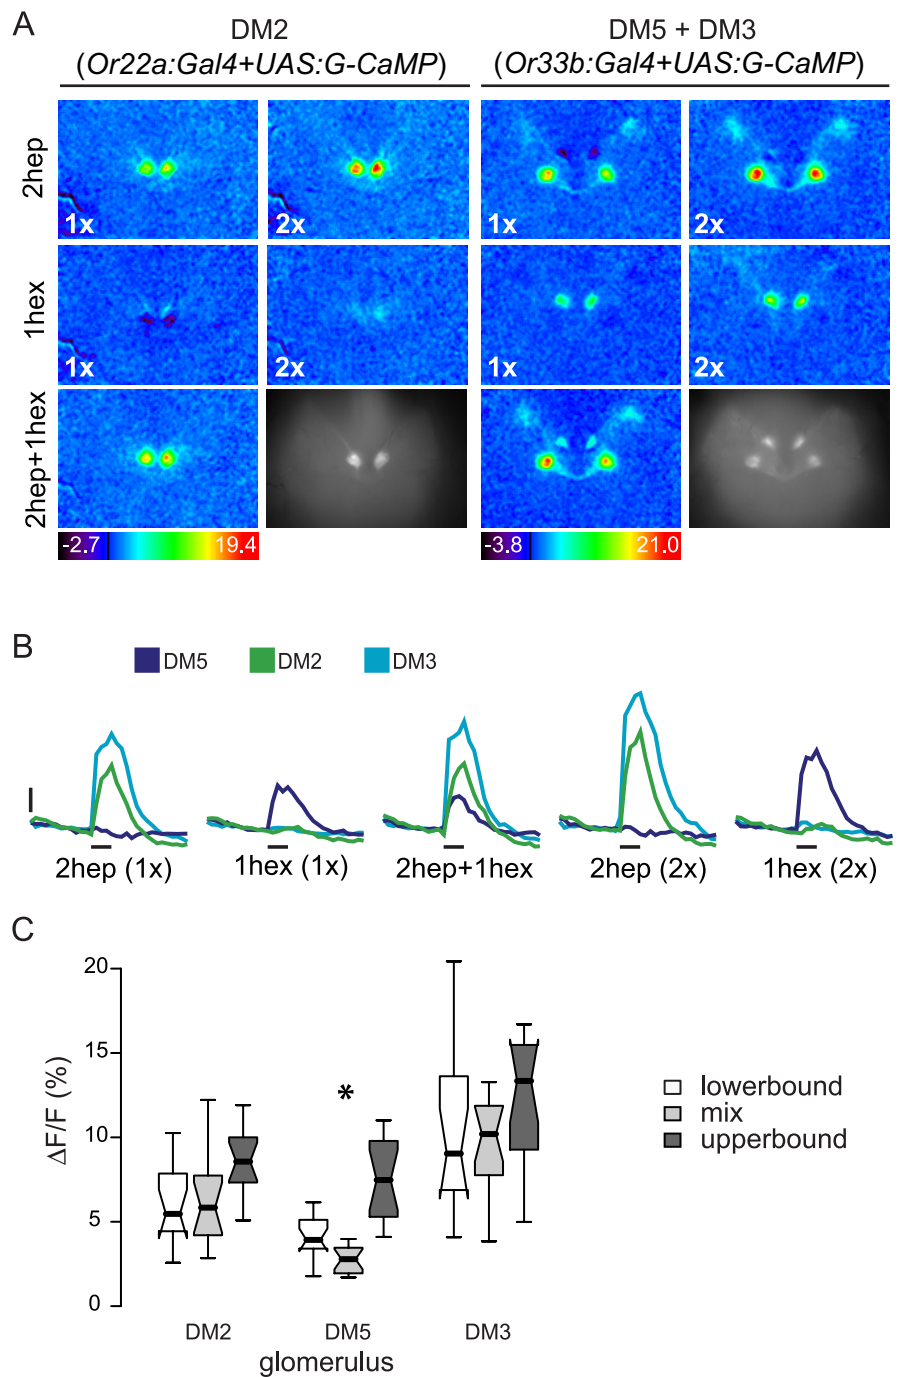 A
DM2
(Or22a:Gal4+UAS:G-CaMP)
DM5 + DM3
(Or33b:Gal4+UAS:G-CaMP)
2hep
1x
2x
1x
2x
1hex
1x
2x
1x
2x
2hep+1hex
-2.7 19.4
-3.8 21.0
B
DM5 DM2 DM3
2hep (1x) 1hex (1x) 2hep+1hex 2hep (2x) 1hex (2x)
C
ΔF/F (%)
20
15
10
5
0
*
lowerbound
mix
upperbound
DM2 DM5 DM3
glomerulus